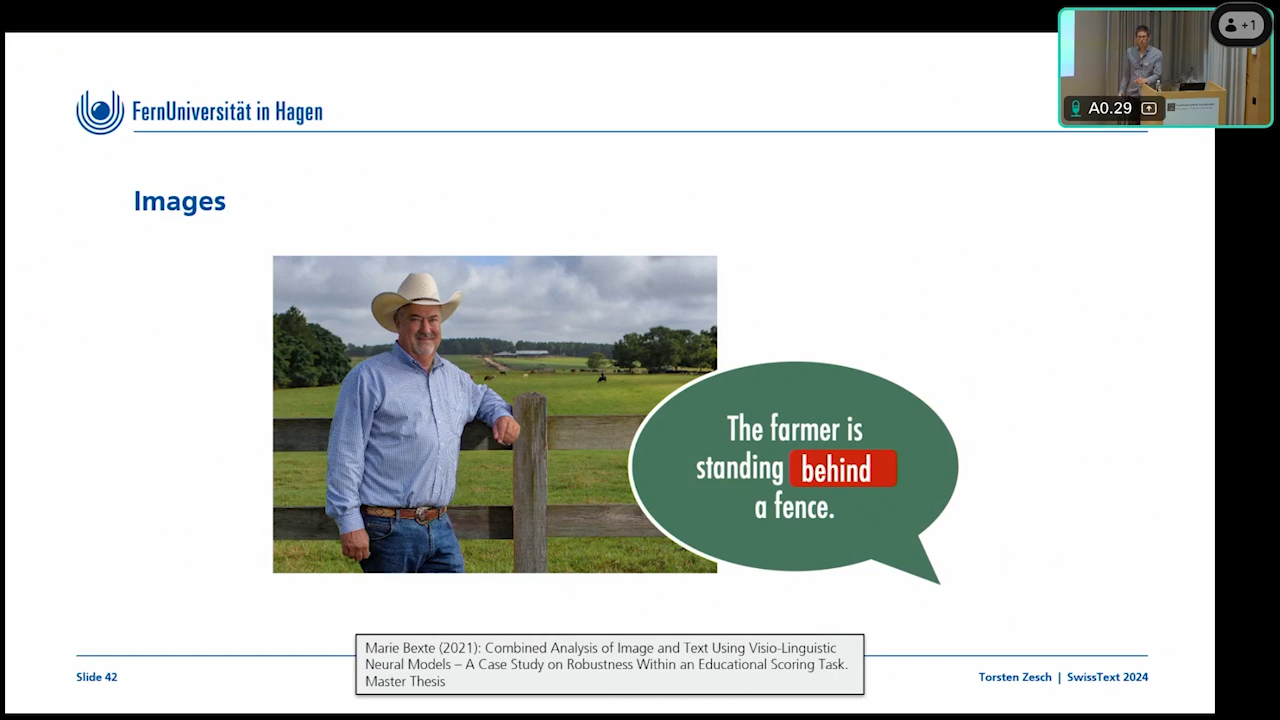 +1
A0.29
FernUniversität in Hagen
Images
The farmer is
standing behind
a fence.
Marie Bexte (2021): Combined Analysis of Image and Text Using Visio-Linguistic
Neural Models – A Case Study on Robustness Within an Educational Scoring Task.
Master Thesis
Slide 42
Torsten Zesch | SwissText 2024